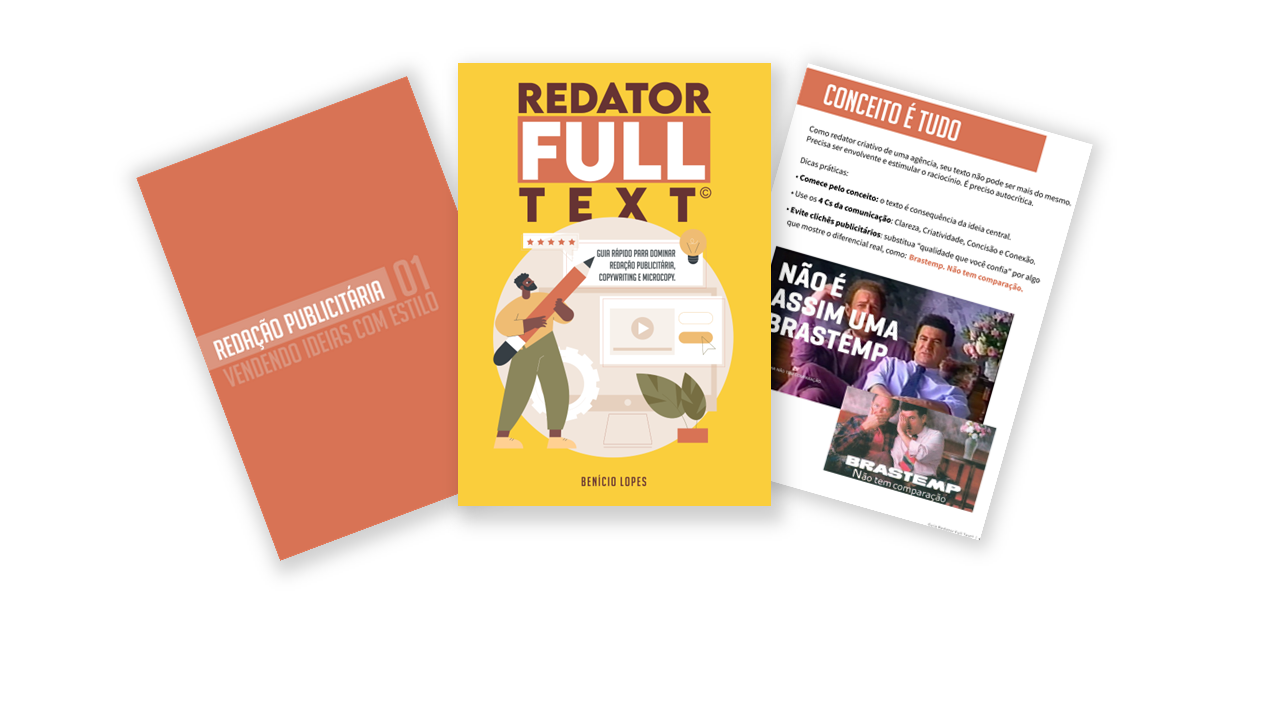 REDAÇÃO PUBLICITÁRIA 01
VENDENDO IDEIAS COM ESTILO
REDATOR
FULL
TEXT©
GUIA RÁPIDO PARA DOMINAR
REDAÇÃO PUBLICITÁRIA,
COPYWRITING E MICROCOPY.
BENÍCIO LOPES
CONCEITO É TUDO
Como redator criativo de uma agência, seu texto não pode ser mais do mesmo.
Precisa ser envolvente e estimular o raciocínio. É preciso autocrítica.
Dicas práticas:
• Comece pelo conceito: o texto é consequência da ideia central.
• Use os 4 Cs da comunicação: Clareza, Criatividade, Concisão e Conexão.
• Evite clichês publicitários: substitua "qualidade que você confia" por algo
que mostre o diferencial real, como: Brastemp. Não tem comparação.
NÃO É
ASSIM UMA
BRASTEMP
BRASTEMP
Não tem comparação